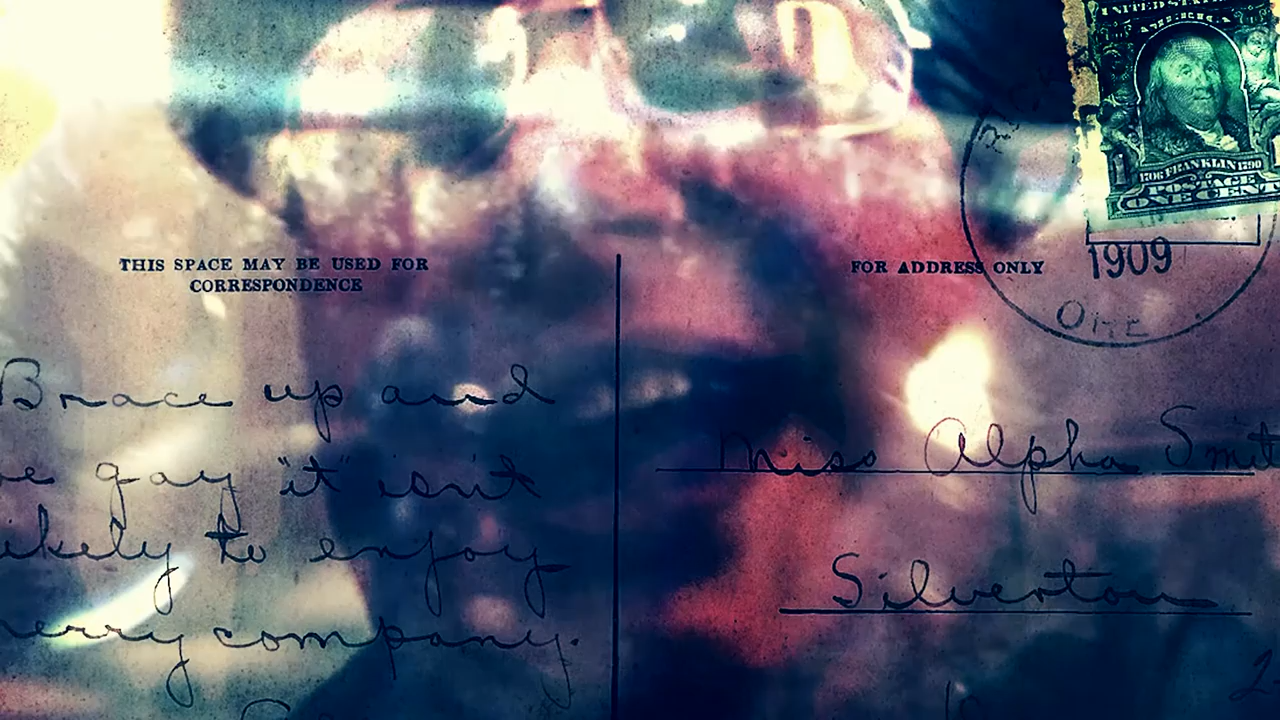 UNITED STATES OF
AMERICA
1706 FRANKLIN 1790
POSTAGE
ONE CENT
THIS SPACE MAY BE USED FOR
CORRESPONDENCE
FOR ADDRESS ONLY
1909
ORE
Brace up and
gay "it" isn't
to enjoy
company.
Miss Alpha
Silverton